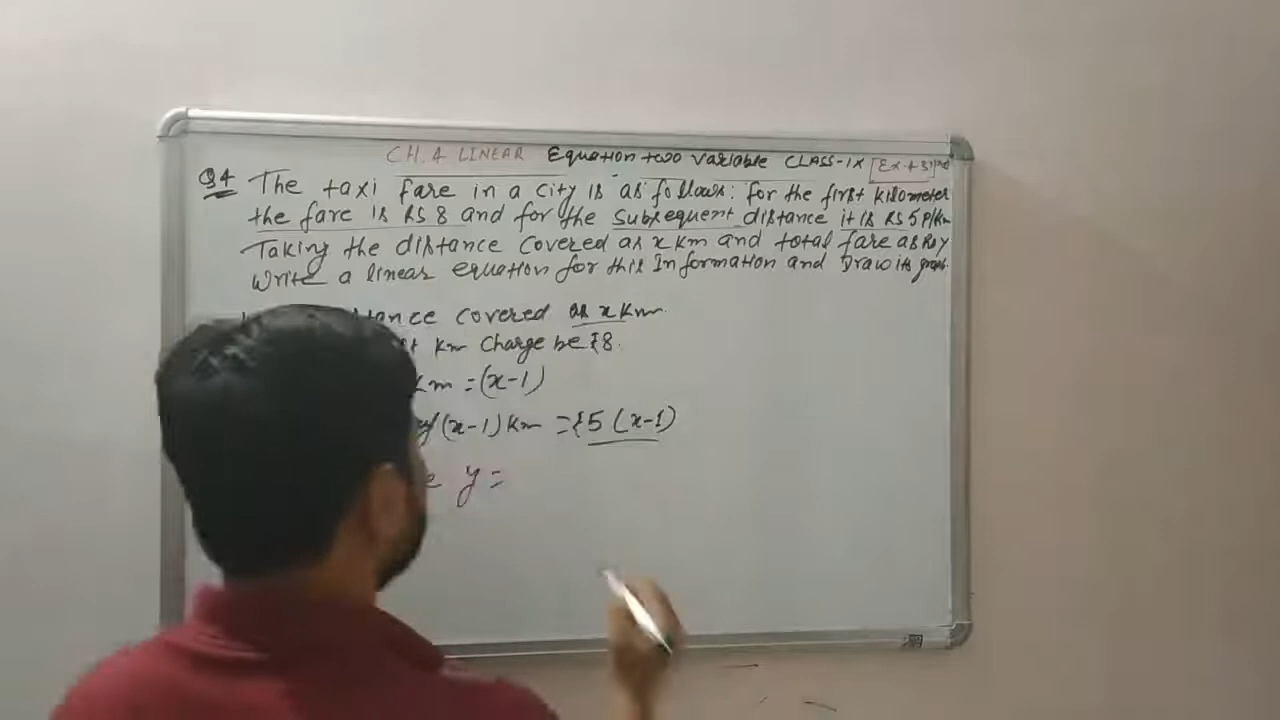 CH.4 LINEAR Equation two variable CLASS-IX
Q4 The taxi fare in a city is as follows: for the first kilometer
the fare is RS 8 and for the subsequent distance it is RS 5 P/Km
Taking the distance covered as x km and total fare as RS y
Write a linear equation for this Information and Draw its graph.
covered as x Km.
Km Charge be ₹8.
Km = (x-1)
(x-1) Km = ₹5 (x-1)
y =